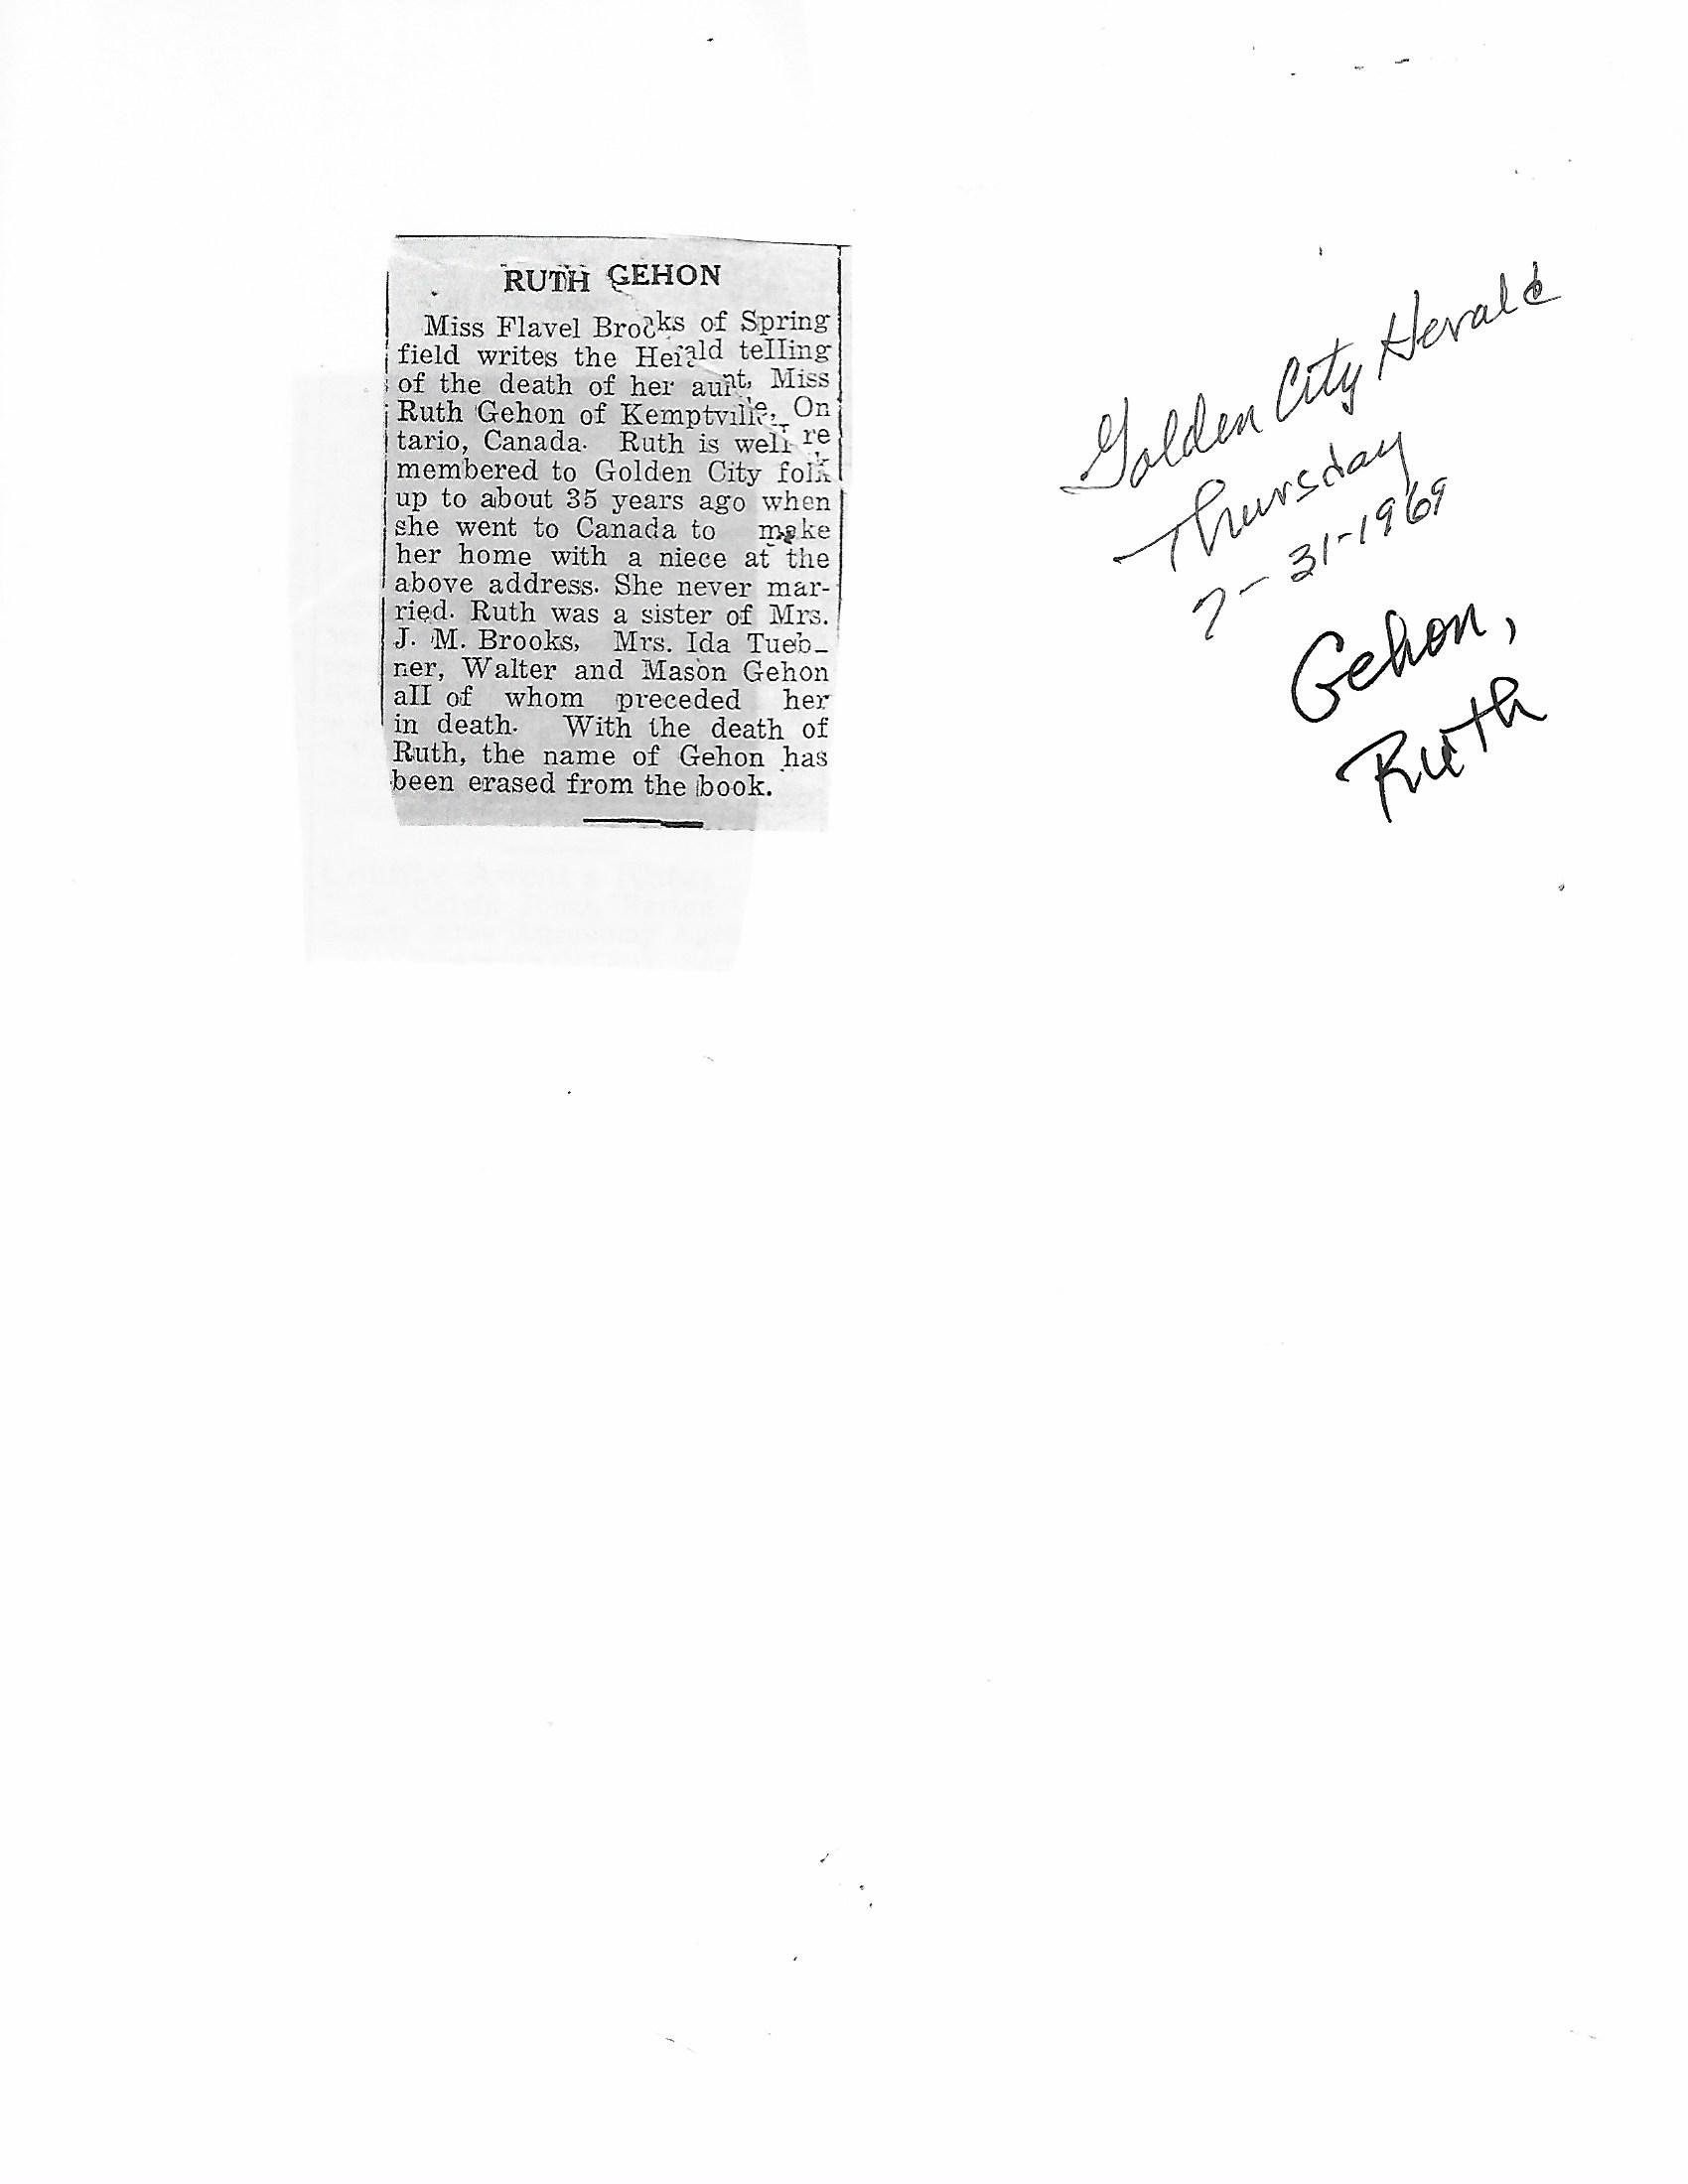 RUTH GEHON
Miss Flavel Brooks of Spring
field writes the Herald telling
of the death of her aunt, Miss
Ruth Gehon of Kemptville, On
tario, Canada. Ruth is well re
membered to Golden City folk
up to about 35 years ago when
she went to Canada to make
her home with a niece at the
above address. She never mar-
ried. Ruth was a sister of Mrs.
J. M. Brooks, Mrs. Ida Tueb-
ner, Walter and Mason Gehon
all of whom preceded her
in death. With the death of
Ruth, the name of Gehon has
been erased from the book.
Golden City Herald
Thursday
7-31-1969
Gehon,
Ruth